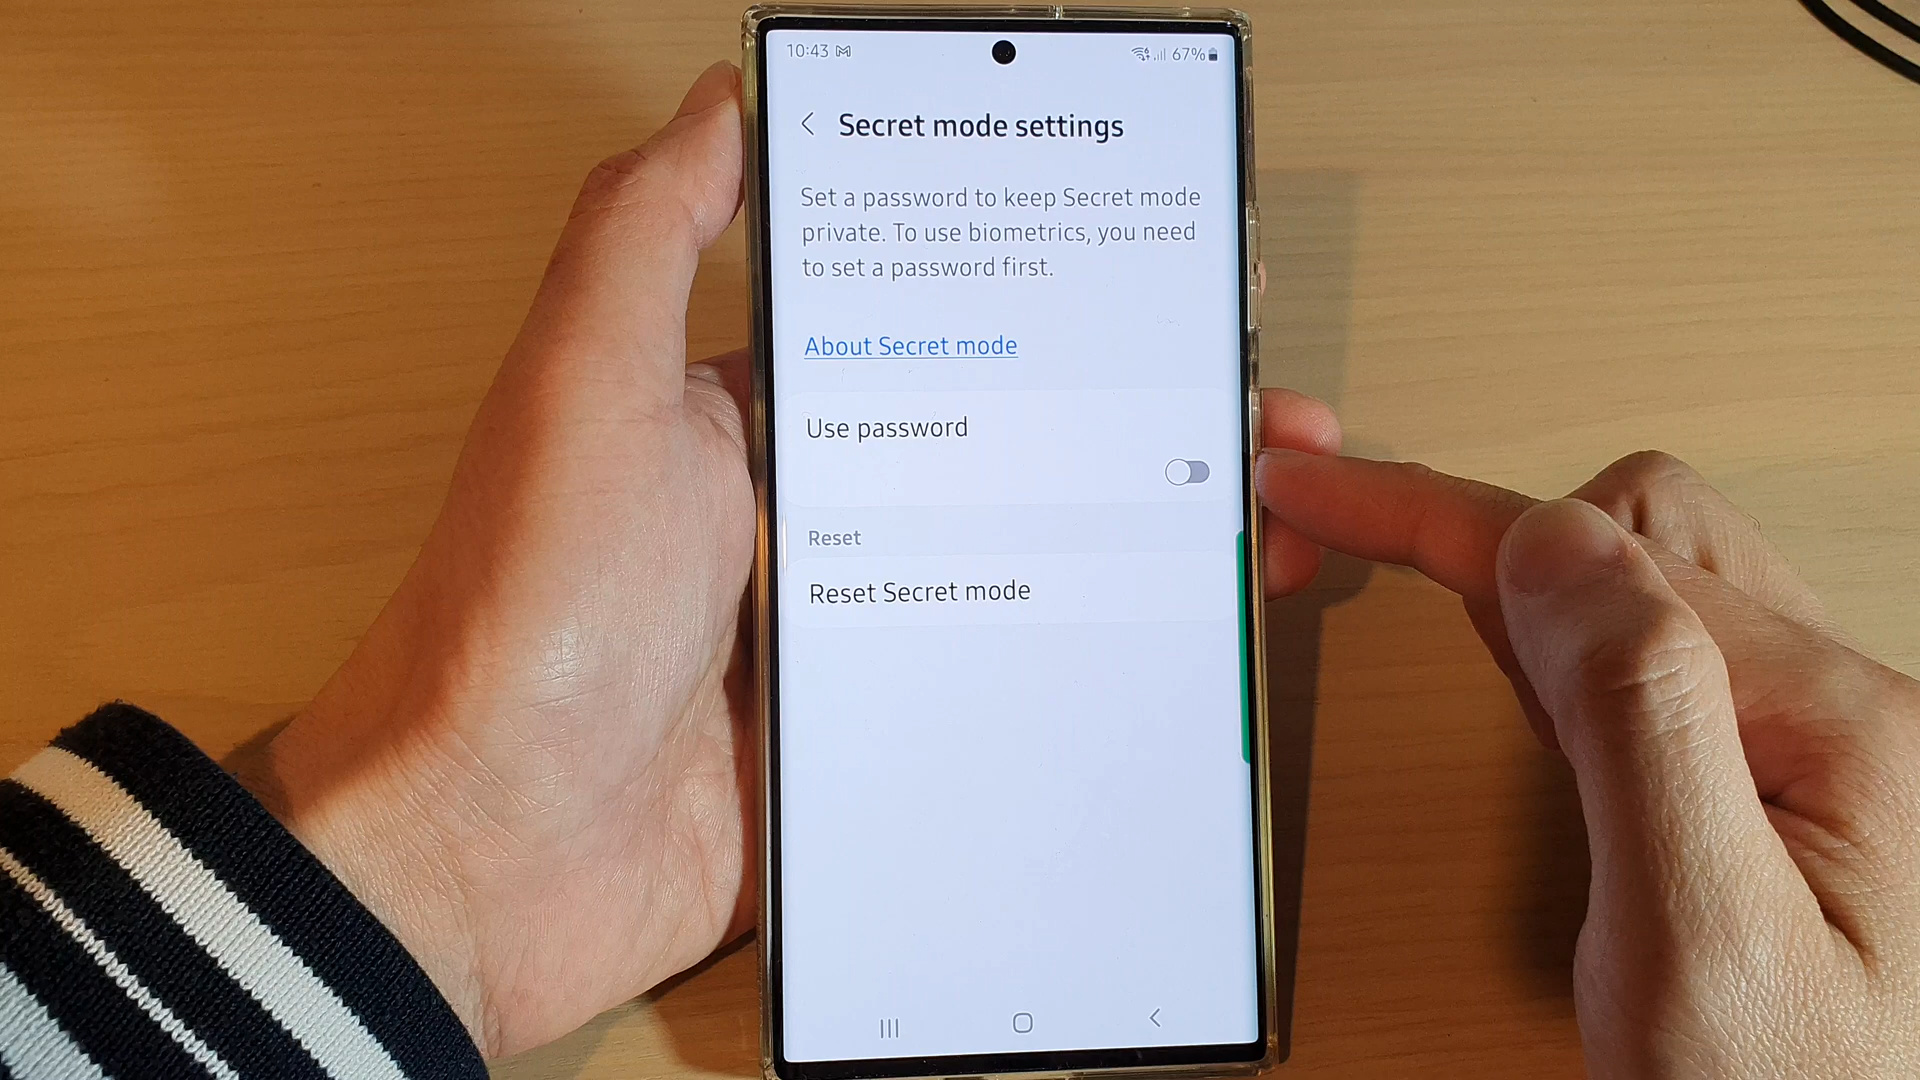 10:43 67%
Secret mode settings
Set a password to keep Secret mode
private. To use biometrics, you need
to set a password first.
About Secret mode
Use password
Reset
Reset Secret mode